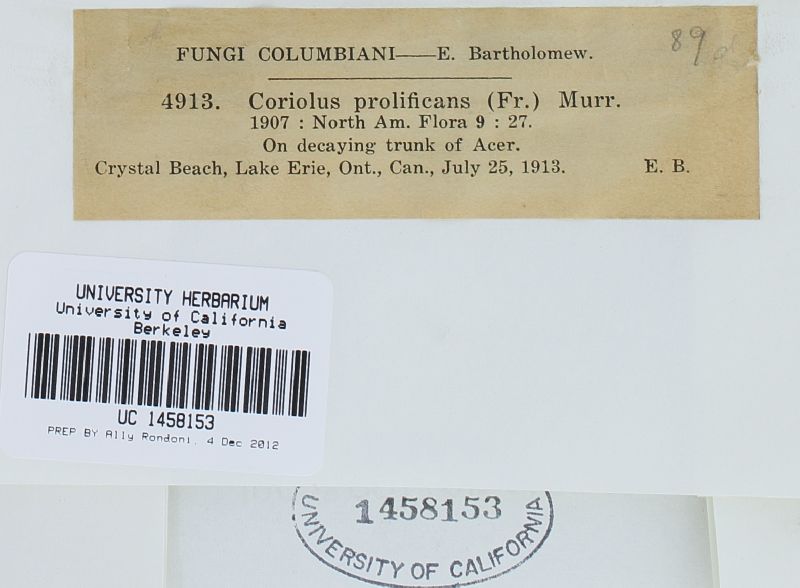 89
FUNGI COLUMBIANI——E. Bartholomew.
4913. Coriolus prolificans (Fr.) Murr.
1907 : North Am. Flora 9 : 27.
On decaying trunk of Acer.
Crystal Beach, Lake Erie, Ont., Can., July 25, 1913. E. B.
UNIVERSITY HERBARIUM
University of California
Berkeley
UC 1458153
PREP BY Ally Rondoni, 4 Dec 2012
1458153
UNIVERSITY OF CALIFORNIA